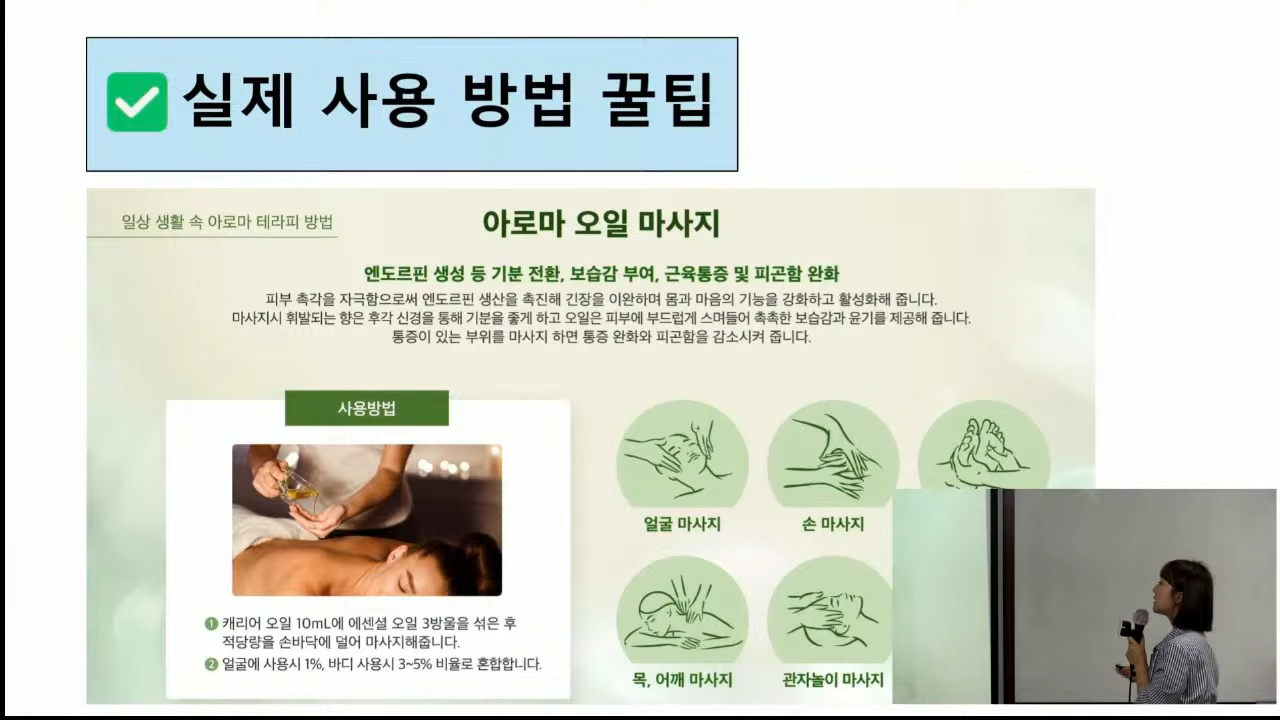 ✅ 실제 사용 방법 꿀팁
일상 생활 속 아로마 테라피 방법
아로마 오일 마사지
엔도르핀 생성 등 기분 전환, 보습감 부여, 근육통증 및 피곤함 완화
피부 촉각을 자극함으로써 엔도르핀 생산을 촉진해 긴장을 이완하며 몸과 마음의 기능을 강화하고 활성화해 줍니다.
마사지시 휘발되는 향은 후각 신경을 통해 기분을 좋게 하고 오일은 피부에 부드럽게 스며들어 촉촉한 보습감과 윤기를 제공해 줍니다.
통증이 있는 부위를 마사지 하면 통증 완화와 피곤함을 감소시켜 줍니다.
사용방법
1 캐리어 오일 10mL에 에센셜 오일 3방울을 섞은 후
적당량을 손바닥에 덜어 마사지해줍니다.
2 얼굴에 사용시 1%, 바디 사용시 3~5% 비율로 혼합합니다.
얼굴 마사지
손 마사지
목, 어깨 마사지
관자놀이 마사지